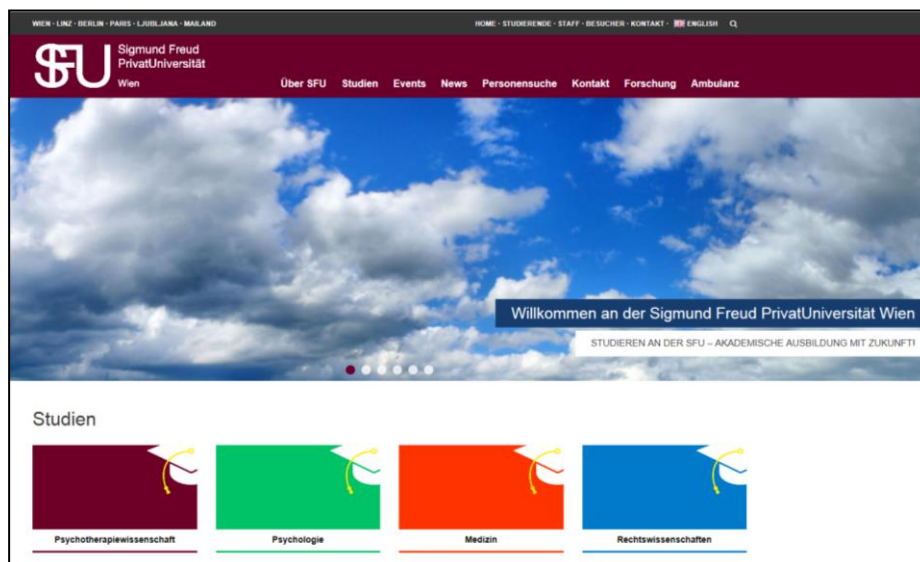 WIEN · LINZ · BERLIN · PARIS · LJUBLJANA · MAILAND
HOME · STUDIERENDE · STAFF · BESUCHER · KONTAKT · ENGLISH
SFU
Sigmund Freud
PrivatUniversität
Wien
Über SFU Studien Events News Personensuche Kontakt Forschung Ambulanz
Willkommen an der Sigmund Freud PrivatUniversität Wien
STUDIEREN AN DER SFU – AKADEMISCHE AUSBILDUNG MIT ZUKUNFT!
Studien
Psychotherapiewissenschaft Psychologie Medizin Rechtswissenschaften